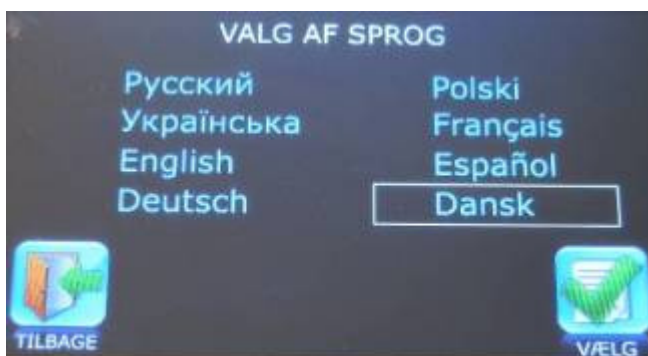 VALG AF SPROG
Русский
Українська
English
Deutsch
Polski
Français
Español
Dansk
TILBAGE
VÆLG